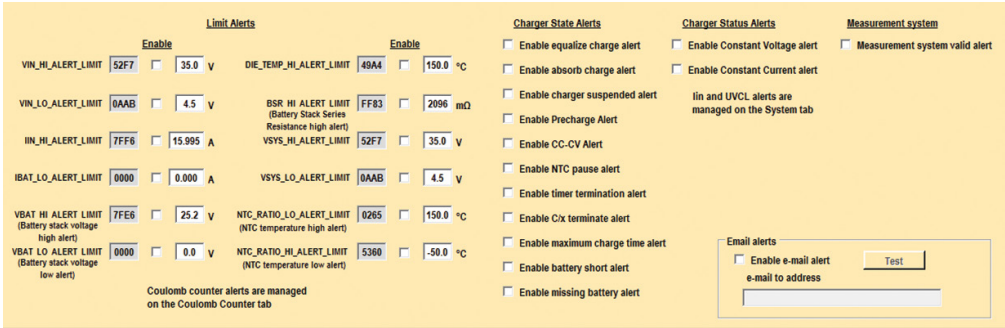 Limit Alerts
Enable
VIN_HI_ALERT_LIMIT 52F7 35.0 V
VIN_LO_ALERT_LIMIT 0AAB 4.5 V
IIN_HI_ALERT_LIMIT 7FF6 15.995 A
IBAT_LO_ALERT_LIMIT 0000 0.000 A
VBAT HI ALERT LIMIT 7FE6 25.2 V
(Battery stack voltage
high alert)
VBAT LO ALERT LIMIT 0000 0.0 V
(Battery stack voltage
low alert)
Enable
DIE_TEMP_HI_ALERT_LIMIT 49A4 150.0 °C
BSR HI ALERT LIMIT FF83 2096 mΩ
(Battery Stack Series
Resistance high alert)
VSYS_HI_ALERT_LIMIT 52F7 35.0 V
VSYS_LO_ALERT_LIMIT 0AAB 4.5 V
NTC_RATIO_LO_ALERT_LIMIT 0265 150.0 °C
(NTC temperature high alert)
NTC_RATIO_HI_ALERT_LIMIT 5360 -50.0 °C
(NTC temperature low alert)
Coulomb counter alerts are managed
on the Coulomb Counter tab
Charger State Alerts
Enable equalize charge alert
Enable absorb charge alert
Enable charger suspended alert
Enable Precharge Alert
Enable CC-CV Alert
Enable NTC pause alert
Enable timer termination alert
Enable C/x terminate alert
Enable maximum charge time alert
Enable battery short alert
Enable missing battery alert
Charger Status Alerts
Enable Constant Voltage alert
Enable Constant Current alert
Iin and UVCL alerts are
managed on the System tab
Measurement system
Measurement system valid alert
Email alerts
Enable e-mail alert
Test
e-mail to address